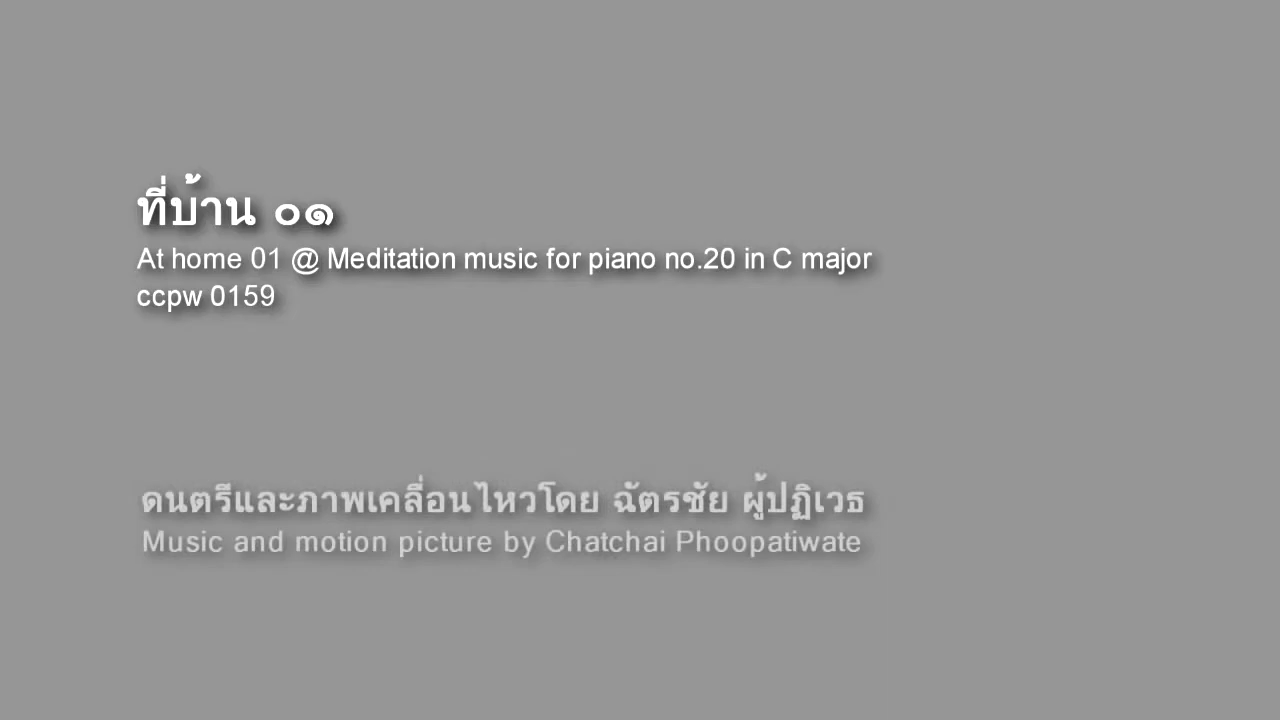 ที่บ้าน ๐๑
At home 01 @ Meditation music for piano no.20 in C major
ccpw 0159
ดนตรีและภาพเคลื่อนไหวโดย ฉัตรชัย ผู้ปฏิเวธ
Music and motion picture by Chatchai Phoopatiwate